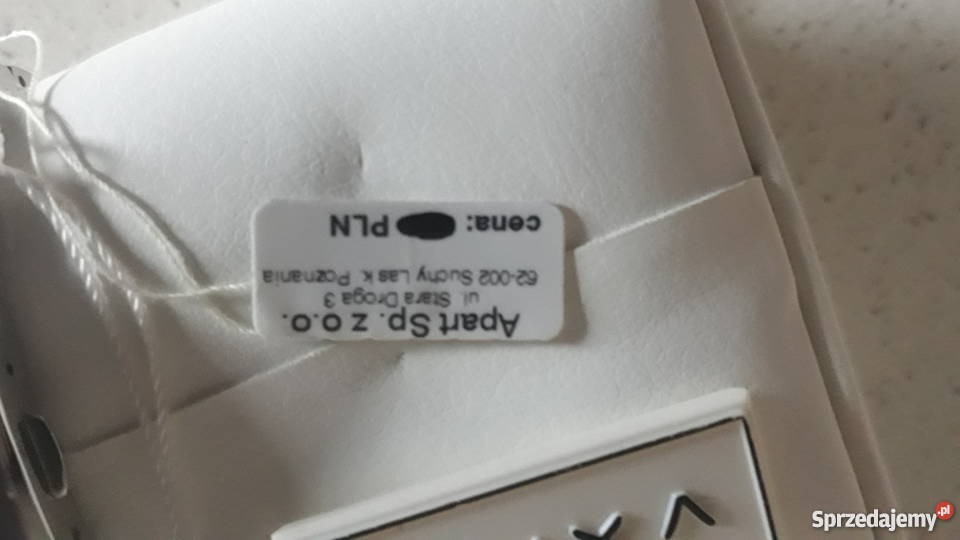 Apart Sp. z o.o.
ul. Stara Droga 3
62-002 Suchy Las k. Poznania
cena: PLN
Sprzedajemy.pl